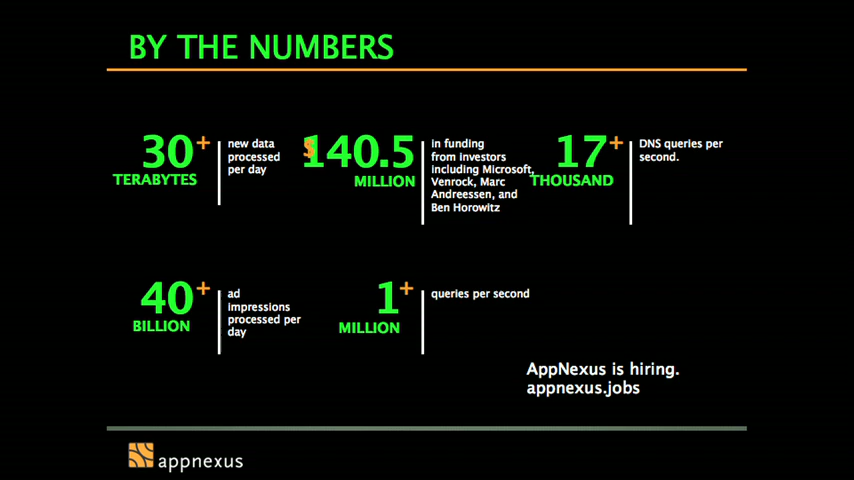 BY THE NUMBERS
30+
TERABYTES
new data
processed
per day
$140.5
MILLION
in funding
from investors
including Microsoft,
Venrock, Marc
Andreessen, and
Ben Horowitz
17+
THOUSAND
DNS queries per
second.
40+
BILLION
ad
impressions
processed per
day
1+
MILLION
queries per second
AppNexus is hiring.
appnexus.jobs
appnexus